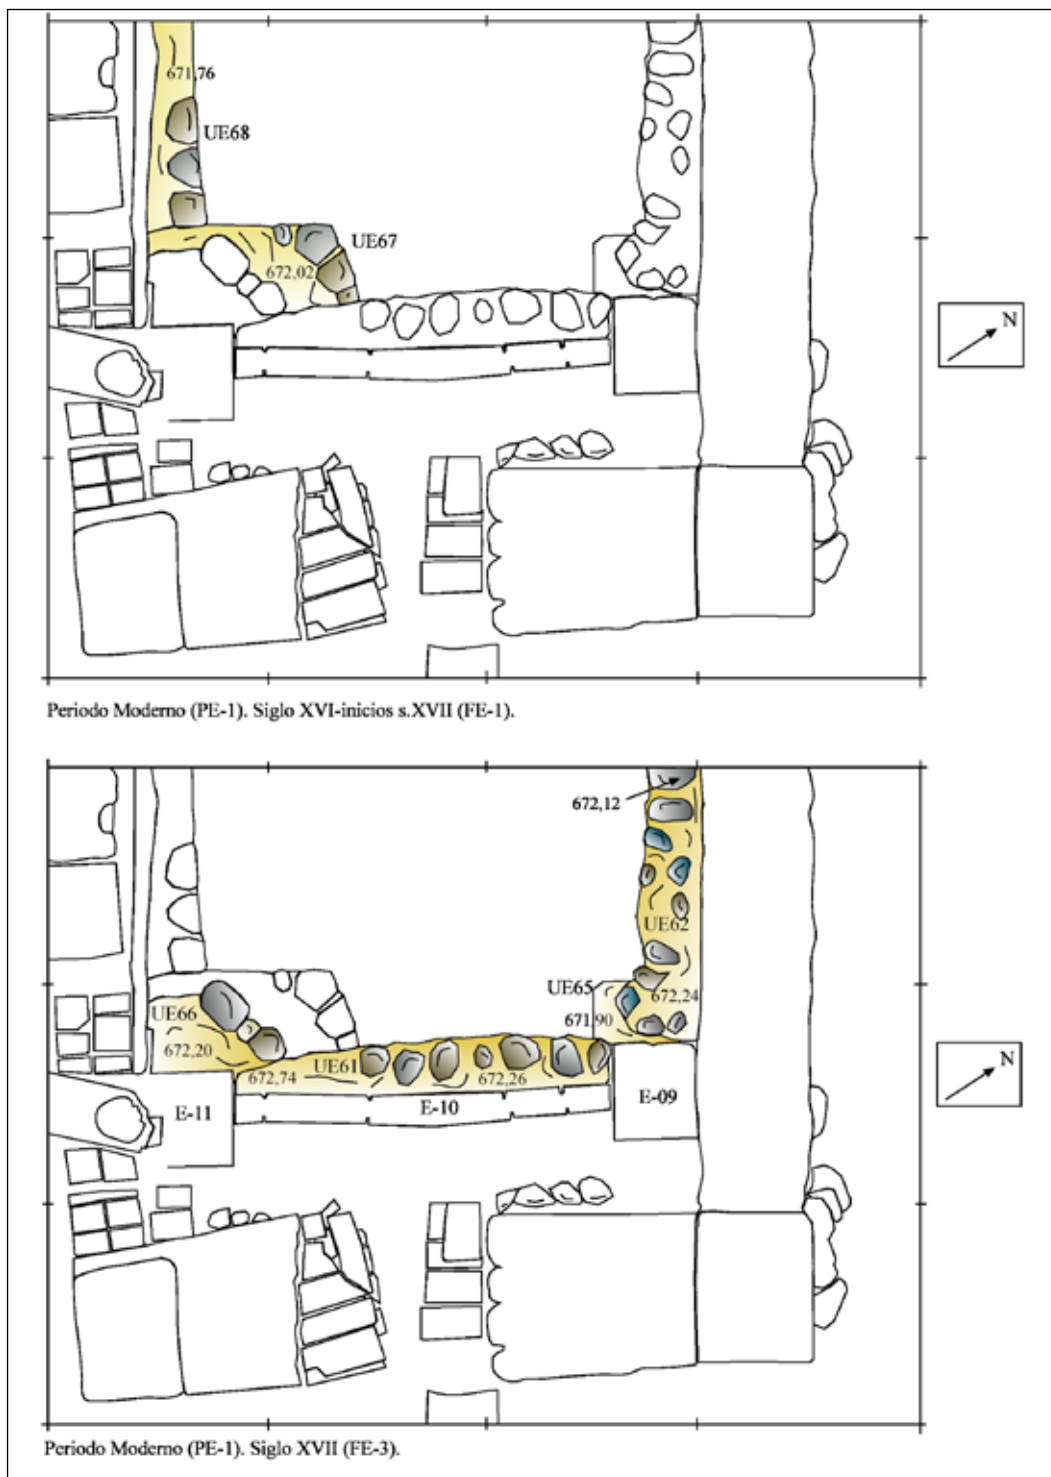 671,76
UE68
UE67
672,02
N
Periodo Moderno (PE-1). Siglo XVI-inicios s.XVII (FE-1).
672,12
UE62
UE65
672,24
671,90
UE66
672,20
UE61
672,74
672,26
E-11
E-10
E-09
N
Periodo Moderno (PE-1). Siglo XVII (FE-3).